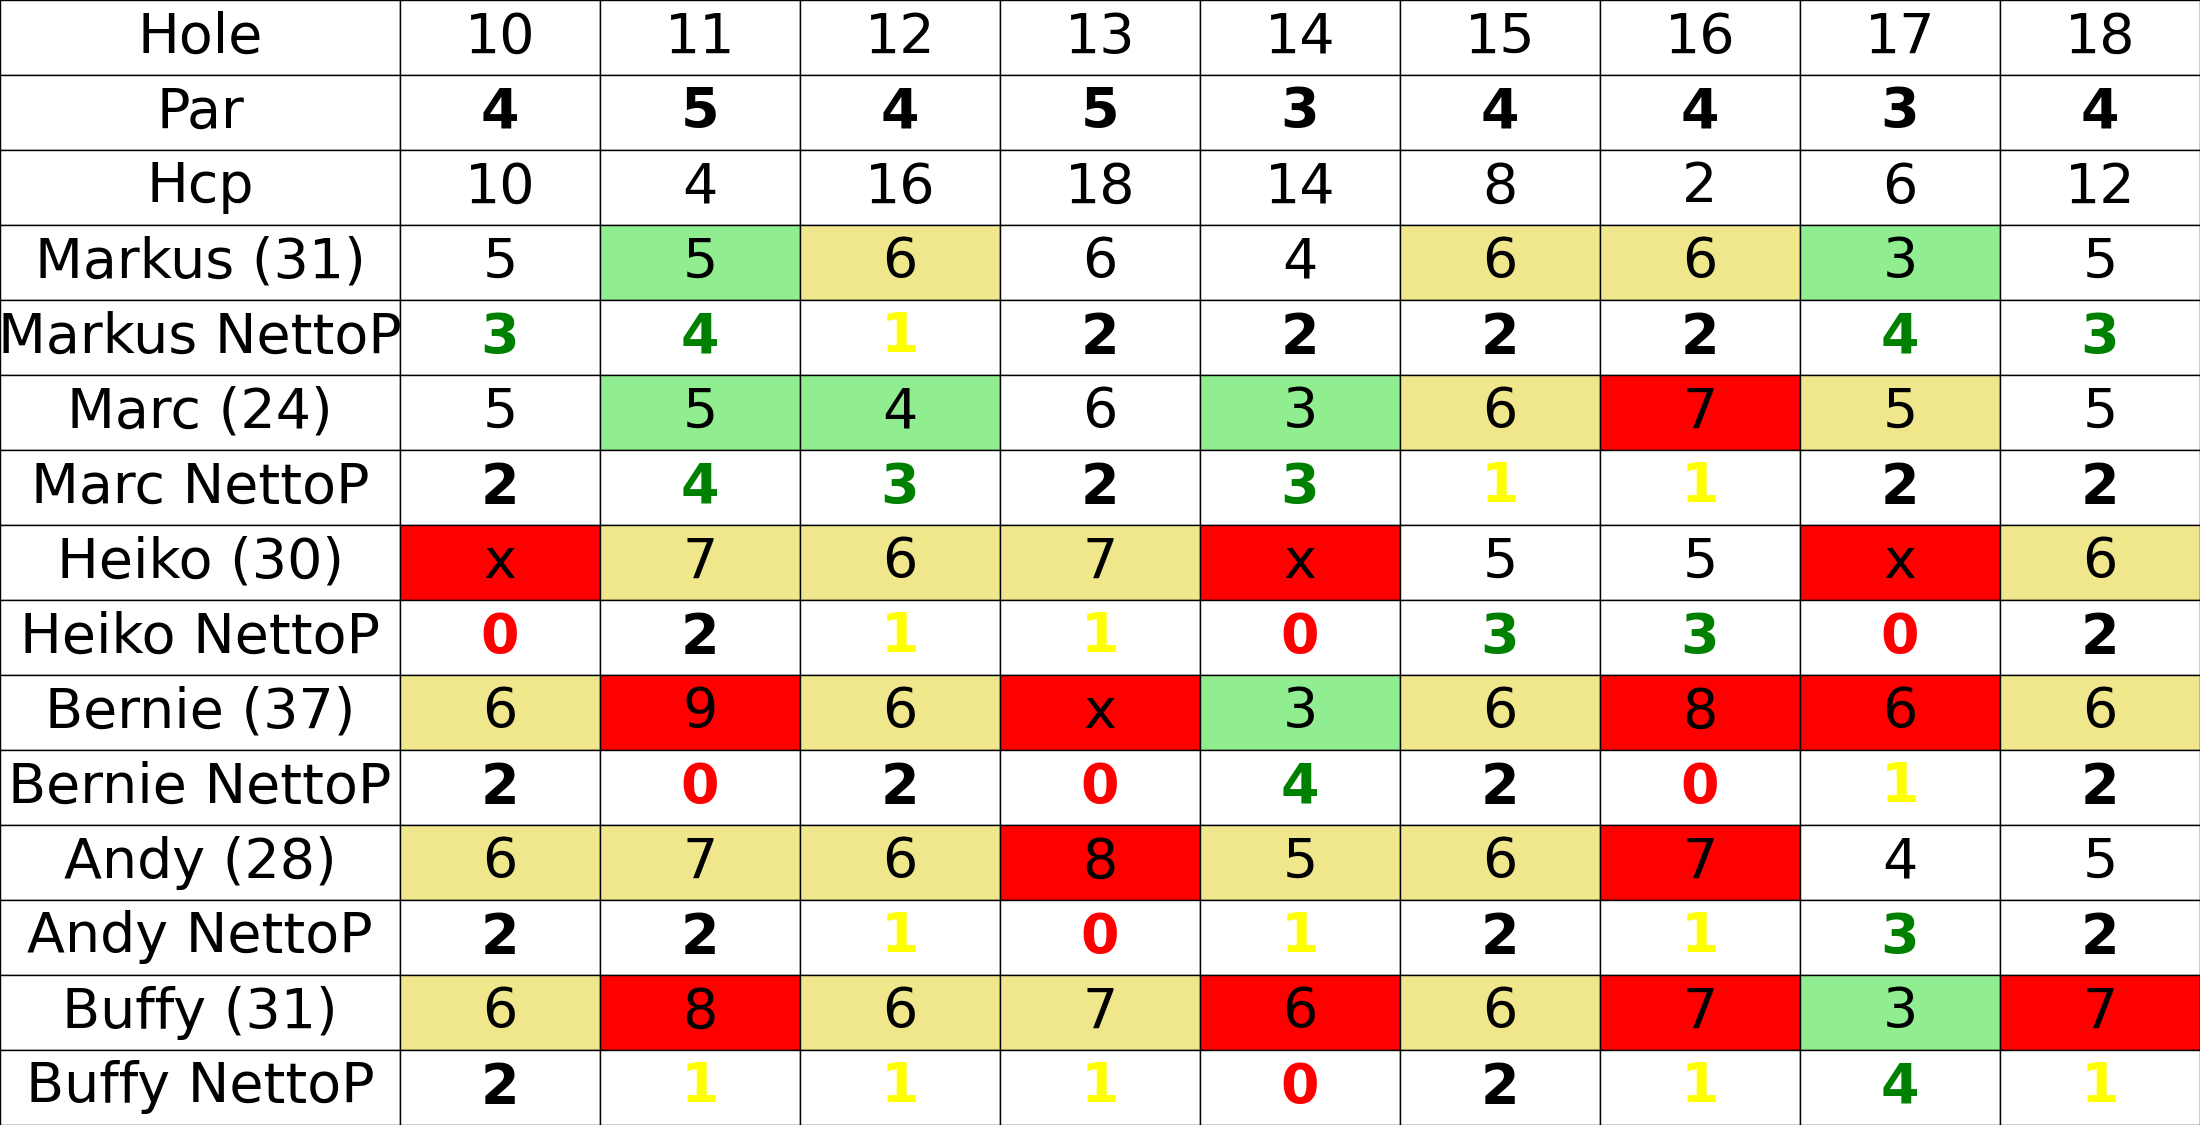 Hole 10 11 12 13 14 15 16 17 18
Par 4 5 4 5 3 4 4 3 4
Hcp 10 4 16 18 14 8 2 6 12
Markus (31) 5 5 6 6 4 6 6 3 5
Markus NettoP 3 4 1 2 2 2 2 4 3
Marc (24) 5 5 4 6 3 6 7 5 5
Marc NettoP 2 4 3 2 3 1 1 2 2
Heiko (30) x 7 6 7 x 5 5 x 6
Heiko NettoP 0 2 1 1 0 3 3 0 2
Bernie (37) 6 9 6 x 3 6 8 6 6
Bernie NettoP 2 0 2 0 4 2 0 1 2
Andy (28) 6 7 6 8 5 6 7 4 5
Andy NettoP 2 2 1 0 1 2 1 3 2
Buffy (31) 6 8 6 7 6 6 7 3 7
Buffy NettoP 2 1 1 1 0 2 1 4 1